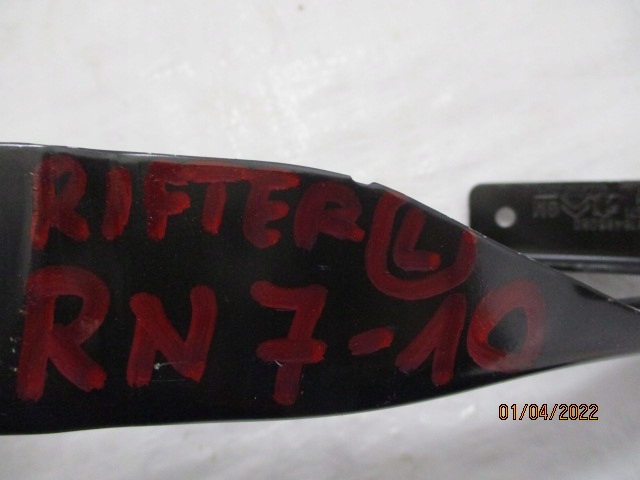 RIFTER (L)
RN 7-10
01/04/2022